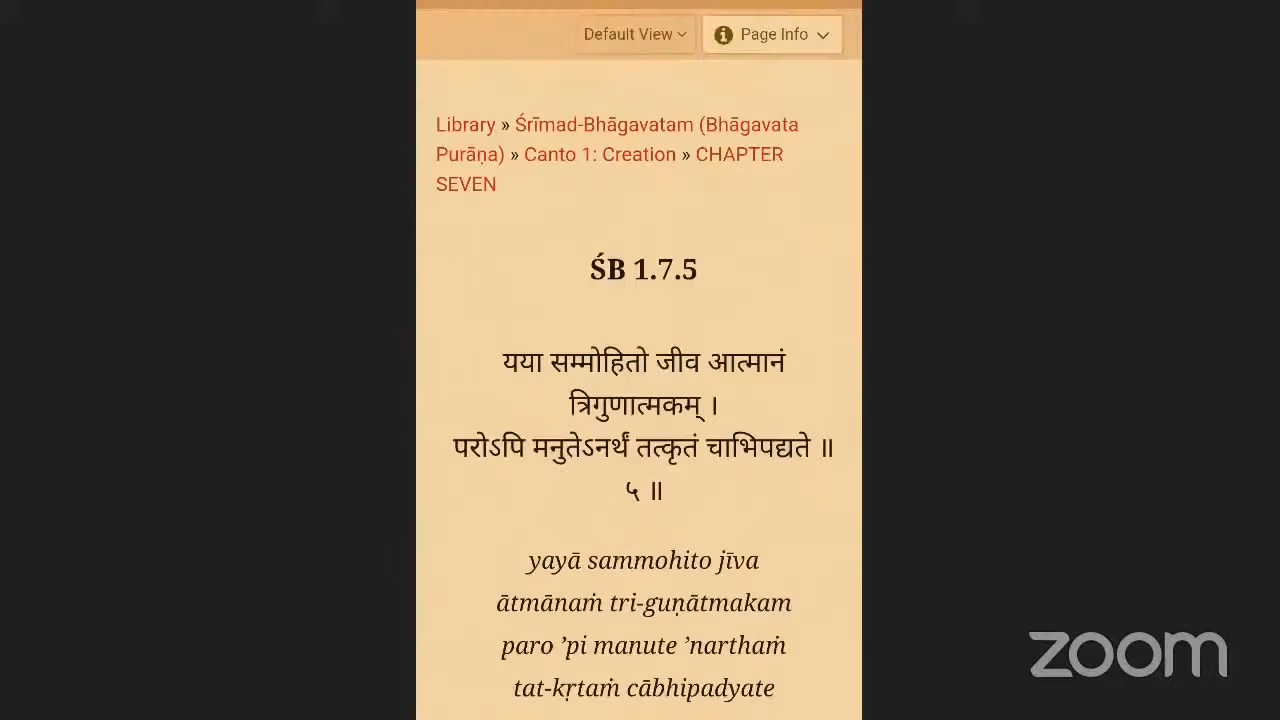 Default View
Page Info
Library » Śrīmad-Bhāgavatam (Bhāgavata
Purāṇa) » Canto 1: Creation » CHAPTER
SEVEN
ŚB 1.7.5
यया सम्मोहितो जीव आत्मानं
त्रिगुणात्मकम् ।
परोऽपि मनुतेऽनर्थं तत्कृतं चाभिपद्यते ॥
५ ॥
yayā sammohito jīva
ātmānaṁ tri-guṇātmakam
paro ’pi manute ’narthaṁ
tat-kṛtaṁ cābhipadyate
zoom